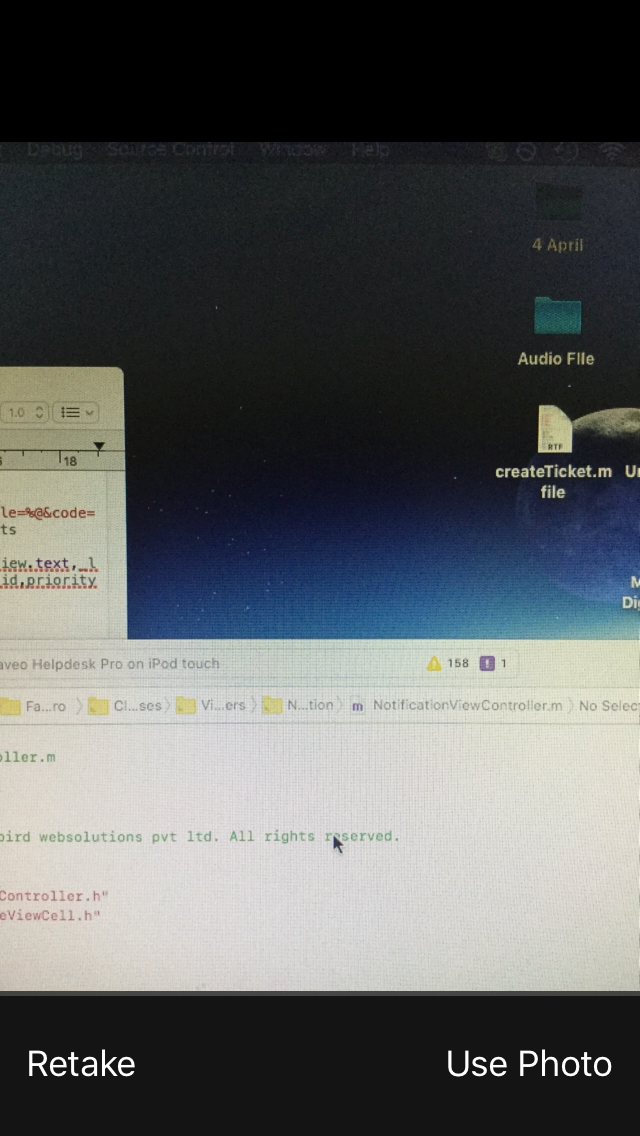 Debug Source Control Window Help
4 April
Audio FIle
1.0
18
createTicket.m
file
RTF
le=%@&code=
ts
iew.text,_l
id,priority
aveo Helpdesk Pro on iPod touch
158
1
Fa...ro
Cl...ses
Vi...ers
N...tion
m
NotificationViewController.m
No Selec
oller.m
bird websolutions pvt ltd. All rights reserved.
Controller.h"
eViewCell.h"
Retake
Use Photo